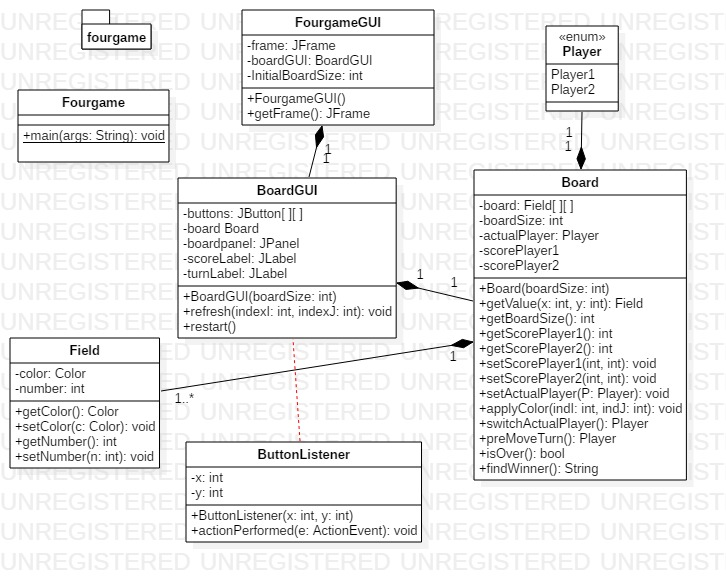 fourgame
FourgameGUI
-frame: JFrame
-boardGUI: BoardGUI
-InitialBoardSize: int
+FourgameGUI()
+getFrame(): JFrame
«enum»
Player
Player1
Player2
Fourgame
+main(args: String): void
1
1
1
1
BoardGUI
-buttons: JButton[ ][ ]
-board Board
-boardpanel: JPanel
-scoreLabel: JLabel
-turnLabel: JLabel
+BoardGUI(boardSize: int)
+refresh(indexI: int, indexJ: int): void
+restart()
Board
-board: Field[ ][ ]
-boardSize: int
-actualPlayer: Player
-scorePlayer1
-scorePlayer2
+Board(boardSize: int)
+getValue(x: int, y: int): Field
+getBoardSize(): int
+getScorePlayer1(): int
+getScorePlayer2(): int
+setScorePlayer1(int, int): void
+setScorePlayer2(int, int): void
+setActualPlayer(P: Player): void
+applyColor(indI: int, indJ: int): void
+switchActualPlayer(): Player
+preMoveTurn(): Player
+isOver(): bool
+findWinner(): String
1
1
1
1..*
Field
-color: Color
-number: int
+getColor(): Color
+setColor(c: Color): void
+getNumber(): int
+setNumber(n: int): void
ButtonListener
-x: int
-y: int
+ButtonListener(x: int, y: int)
+actionPerformed(e: ActionEvent): void
UNREGISTERED